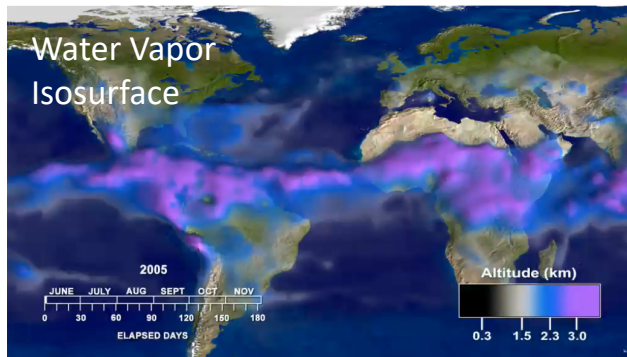 Water Vapor
Isosurface
2005
JUNE JULY AUG SEPT OCT NOV
0 30 60 90 120 150 180
ELAPSED DAYS
Altitude (km)
0.3 1.5 2.3 3.0